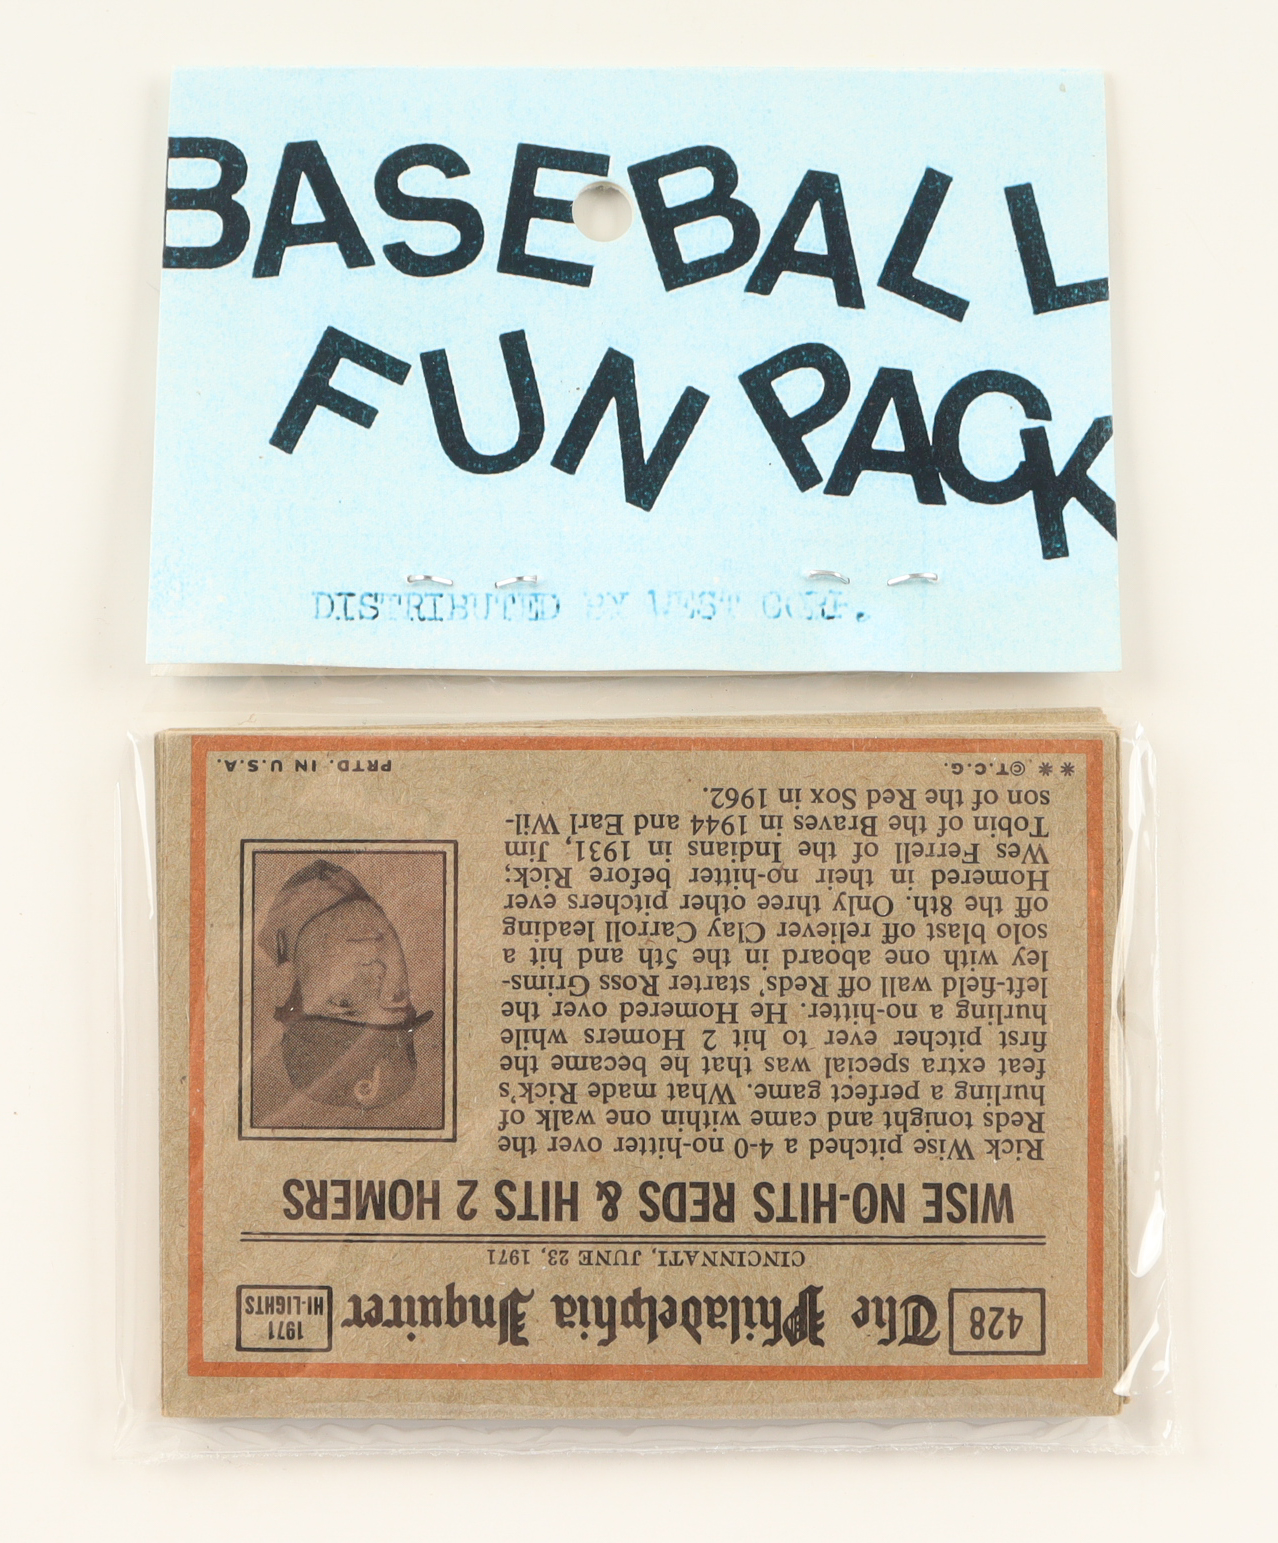 BASEBALL
FUN PACK
DISTRIBUTED BY WEST CORP.
428
The Philadelphia Inquirer
1971
HI-LIGHTS
CINCINNATI, JUNE 23, 1971
WISE NO-HITS REDS & HITS 2 HOMERS
Rick Wise pitched a 4-0 no-hitter over the
Reds tonight and came within one walk of
hurling a perfect game. What made Rick's
feat extra special was that he became the
first pitcher ever to hit 2 Homers while
hurling a no-hitter. He Homered over the
left-field wall off Reds' starter Ross Grims-
ley with one aboard in the 5th and hit a
solo blast off reliever Clay Carroll leading
off the 8th. Only three other pitchers ever
Homered in their no-hitter before Rick;
Wes Ferrell of the Indians in 1931, Jim
Tobin of the Braves in 1944 and Earl Wil-
son of the Red Sox in 1962.
** ©T.C.G.
PRTD. IN U.S.A.